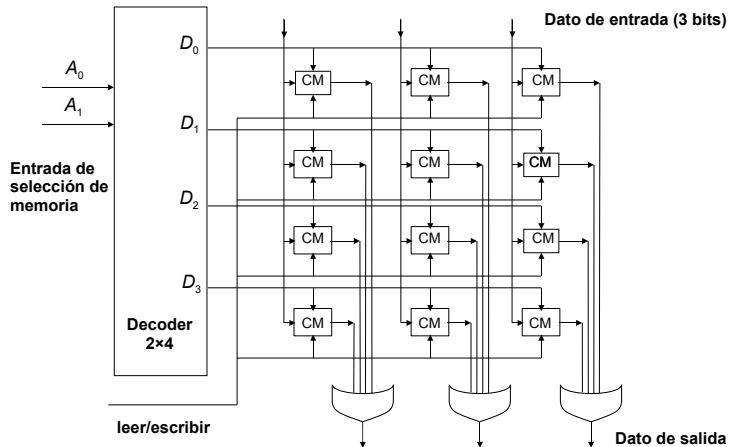 Dato de entrada (3 bits)
D0
A0
CM CM CM
A1
D1
Entrada de
selección de
memoria
CM CM CM
D2
CM CM CM
D3
Decoder
2×4
CM CM CM
leer/escribir
Dato de salida